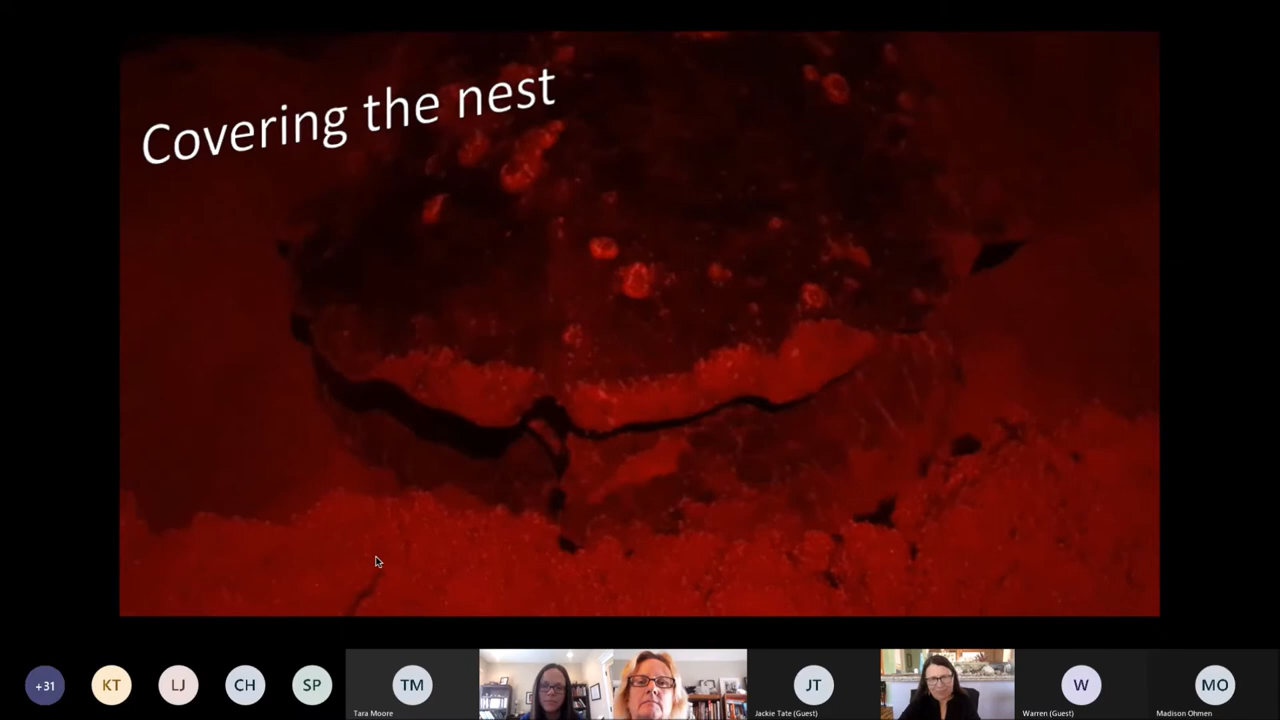 Covering the nest
+31
KT
LJ
CH
SP
TM
JT
W
MO
Tara Moore
Jackie Tate (Guest)
Warren (Guest)
Madison Ohmen